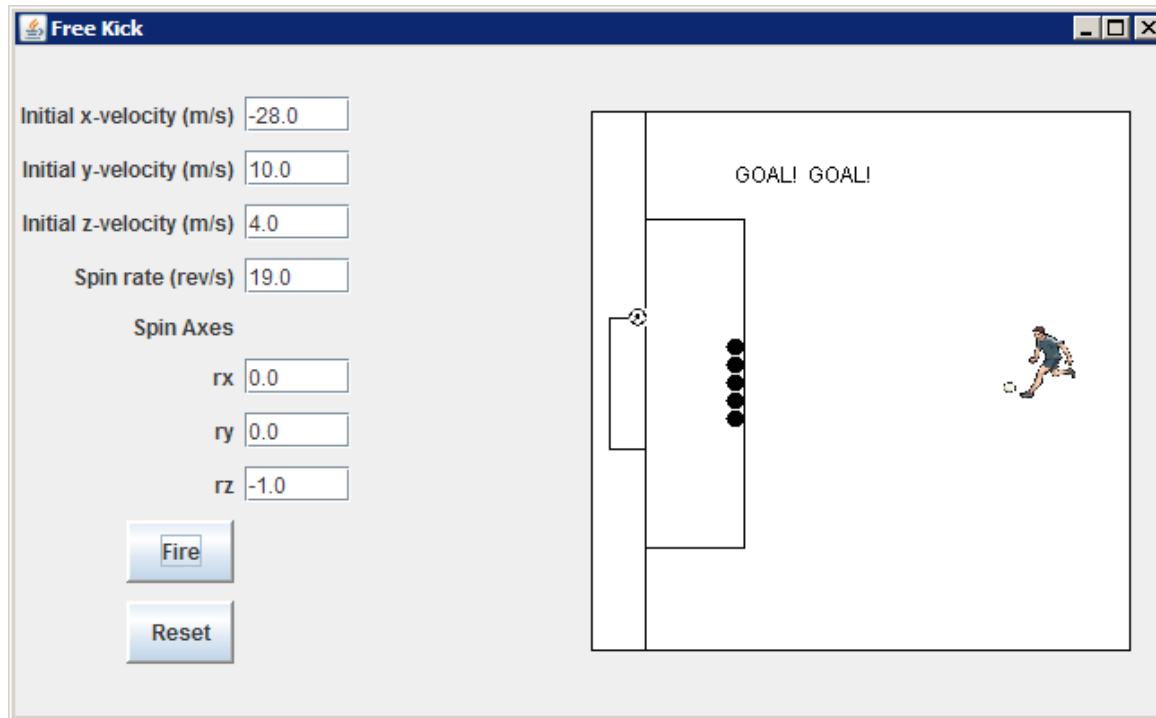 Free Kick
Initial x-velocity (m/s) -28.0
Initial y-velocity (m/s) 10.0
GOAL! GOAL!
Initial z-velocity (m/s) 4.0
Spin rate (rev/s) 19.0
Spin Axes
rx 0.0
ry 0.0
rz -1.0
Fire
Reset